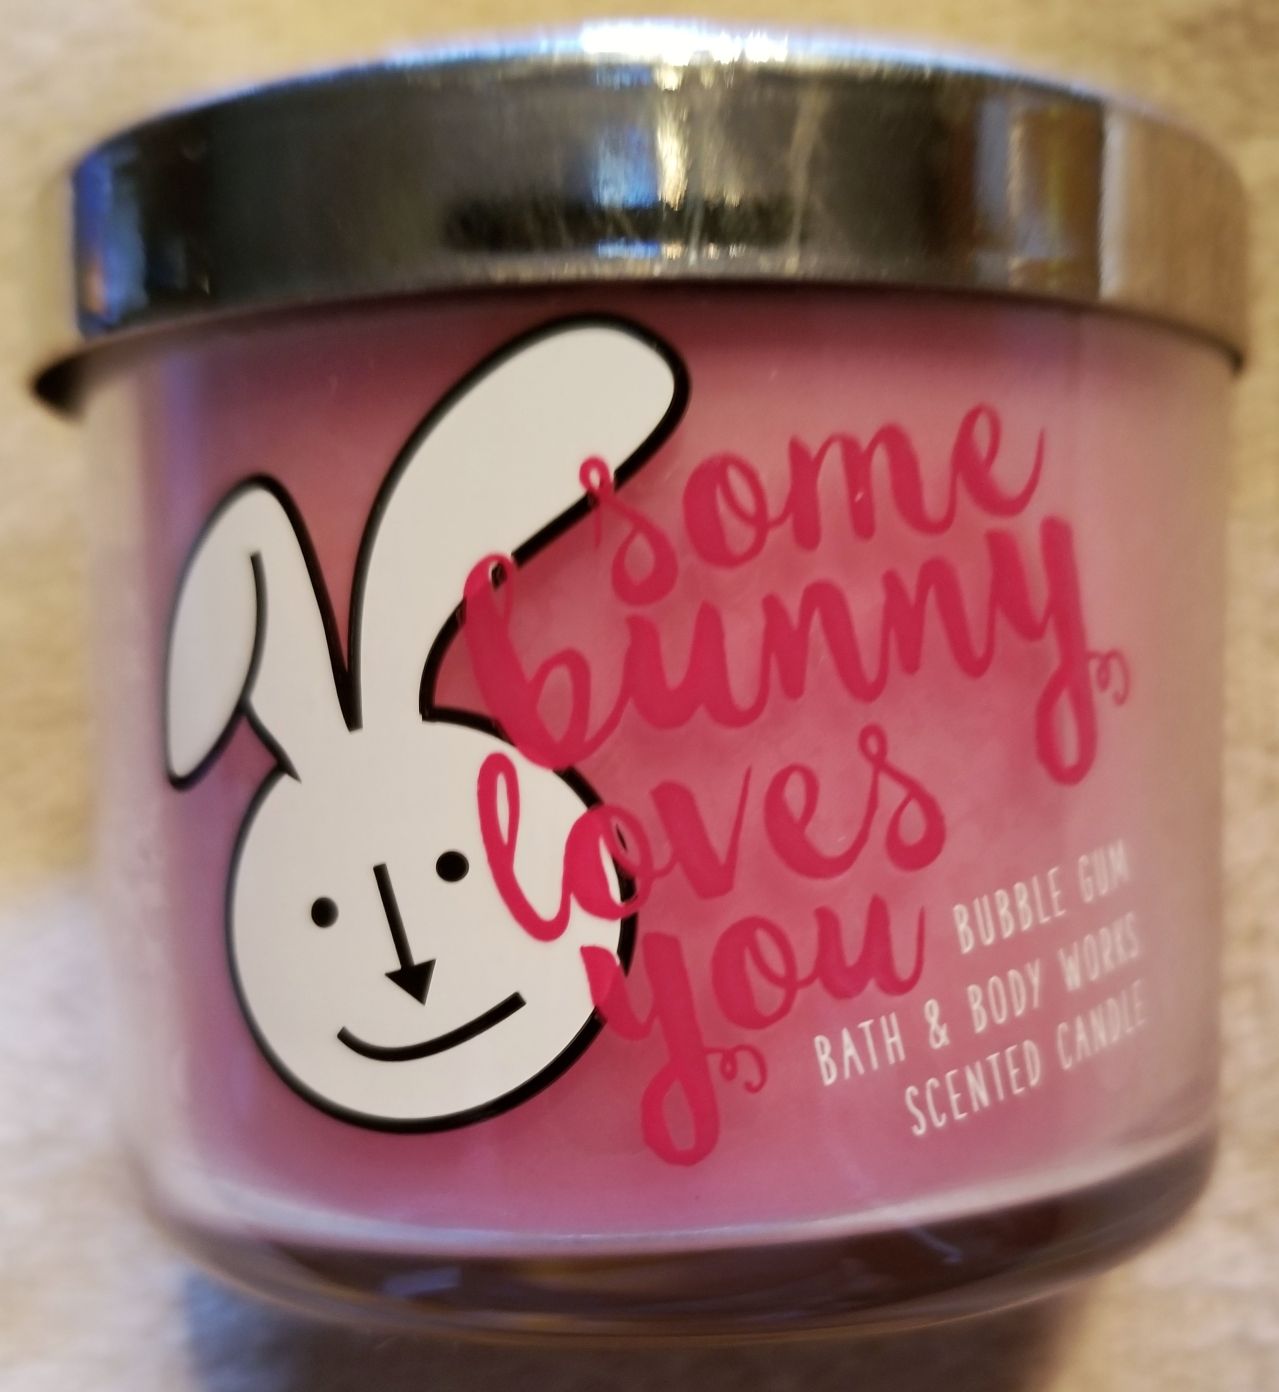 some
bunny
loves
you
BUBBLE GUM
BATH & BODY WORKS
SCENTED CANDLE